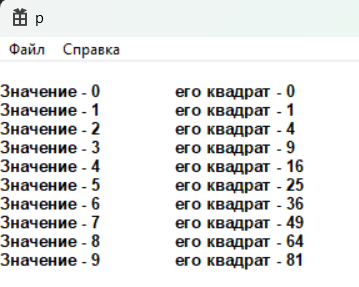 р
Файл Справка
Значение - 0 его квадрат - 0
Значение - 1 его квадрат - 1
Значение - 2 его квадрат - 4
Значение - 3 его квадрат - 9
Значение - 4 его квадрат - 16
Значение - 5 его квадрат - 25
Значение - 6 его квадрат - 36
Значение - 7 его квадрат - 49
Значение - 8 его квадрат - 64
Значение - 9 его квадрат - 81